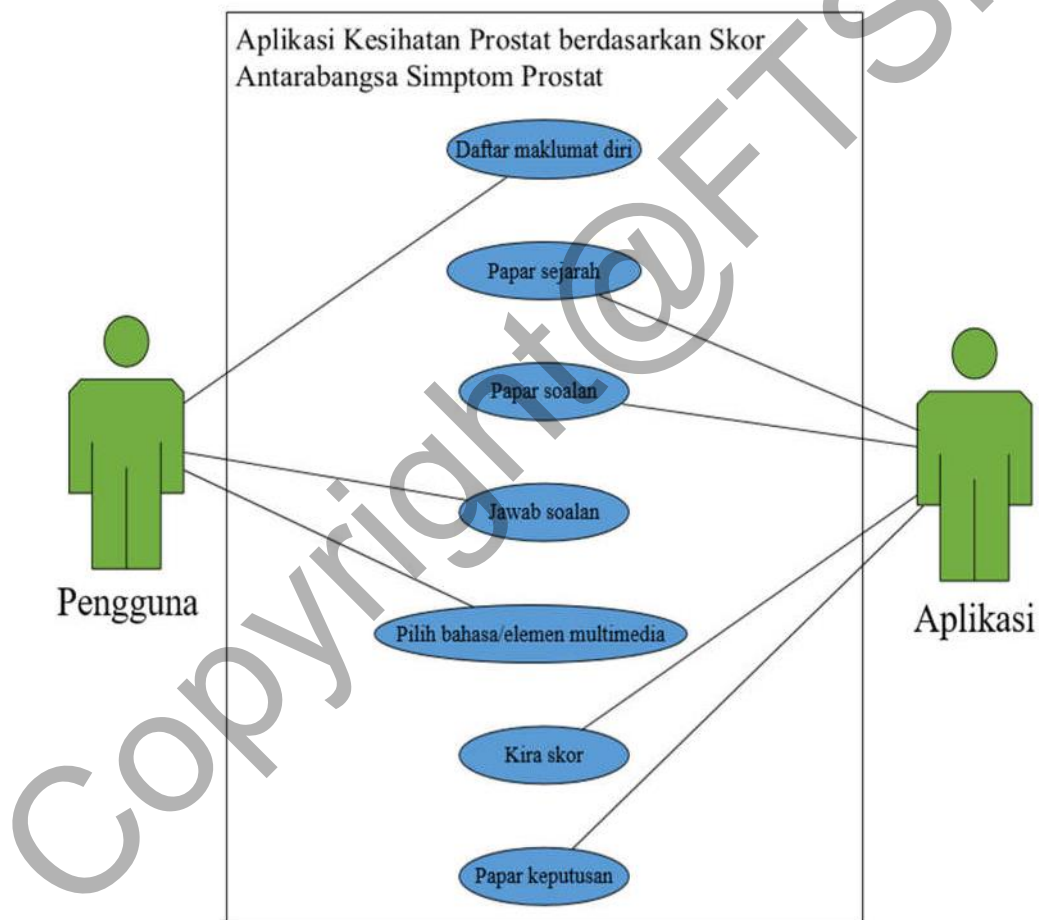 Aplikasi Kesihatan Prostat berdasarkan Skor
Antarabangsa Simptom Prostat
Daftar maklumat diri
Papar sejarah
Papar soalan
Jawab soalan
Pengguna
Aplikasi
Pilih bahasa/elemen multimedia
Kira skor
Papar keputusan
Copyright@FTS